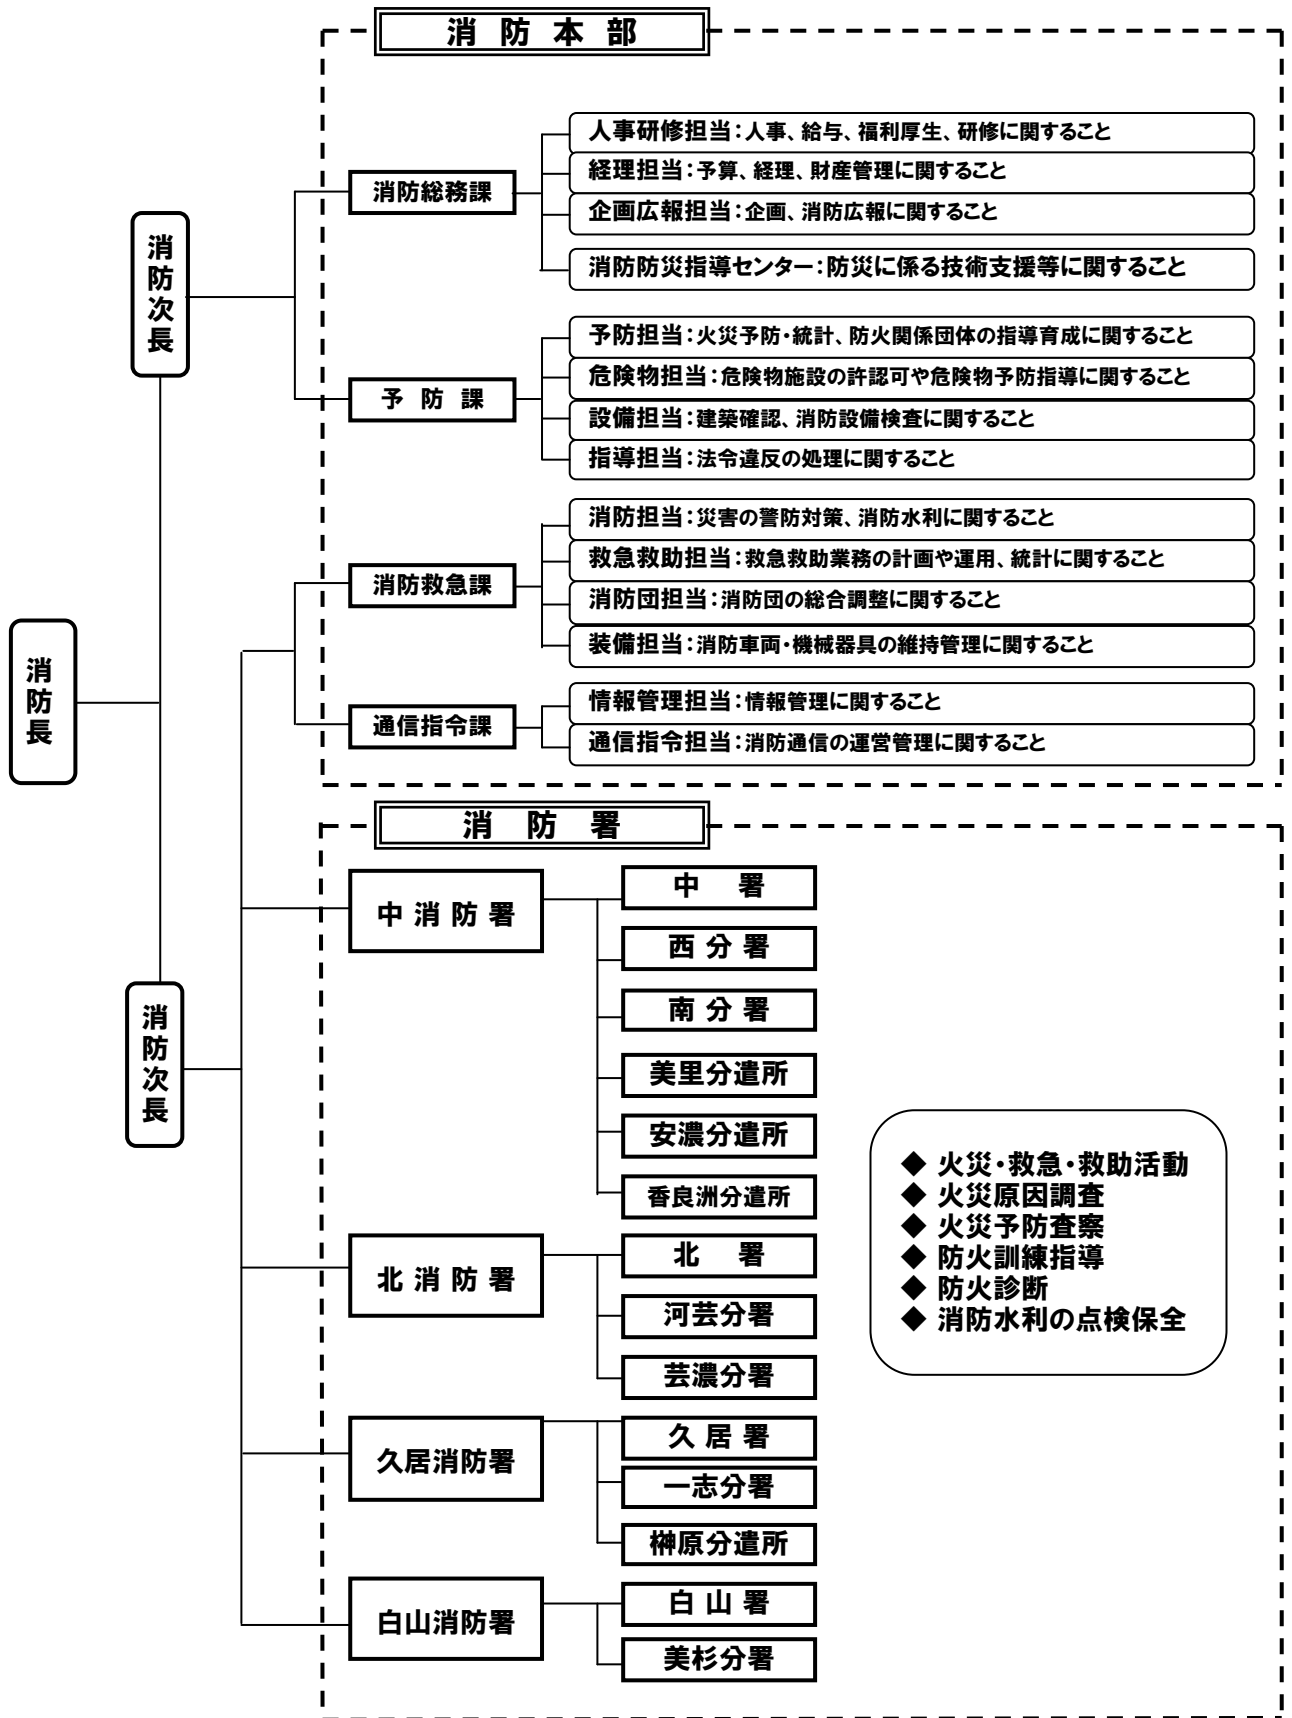 消防本部
人事研修担当：人事、給与、福利厚生、研修に関すること
経理担当：予算、経理、財産管理に関すること
消防総務課
企画広報担当：企画、消防広報に関すること
消防防災指導センター：防災に係る技術支援等に関すること
消防次長
予防担当：火災予防・統計、防火関係団体の指導育成に関すること
危険物担当：危険物施設の許認可や危険物予防指導に関すること
予防課
設備担当：建築確認、消防設備検査に関すること
指導担当：法令違反の処理に関すること
消防担当：災害の警防対策、消防水利に関すること
救急救助担当：救急救助業務の計画や運用、統計に関すること
消防救急課
消防団担当：消防団の総合調整に関すること
装備担当：消防車両・機械器具の維持管理に関すること
消防長
情報管理担当：情報管理に関すること
通信指令課
通信指令担当：消防通信の運営管理に関すること
消防署
中消防署
中署
西分署
南分署
消防次長
美里分遣所
安濃分遣所
香良洲分遣所
◆ 火災・救急・救助活動
◆ 火災原因調査
◆ 火災予防査察
◆ 防火訓練指導
◆ 防火診断
◆ 消防水利の点検保全
北消防署
北署
河芸分署
芸濃分署
久居消防署
久居署
一志分署
榊原分遣所
白山消防署
白山署
美杉分署